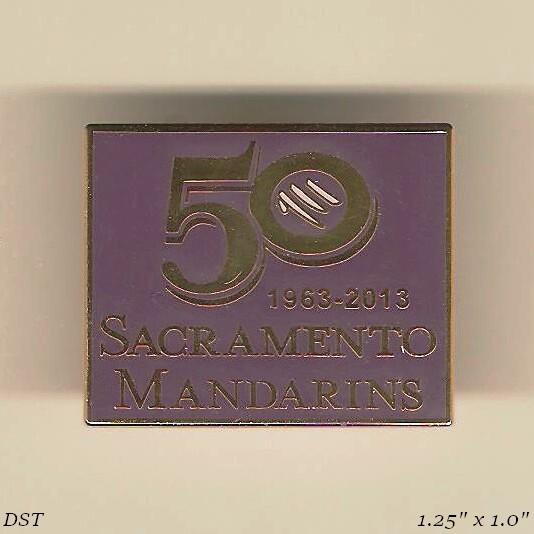 50
1963-2013
SACRAMENTO
MANDARINS
DST
1.25" x 1.0"